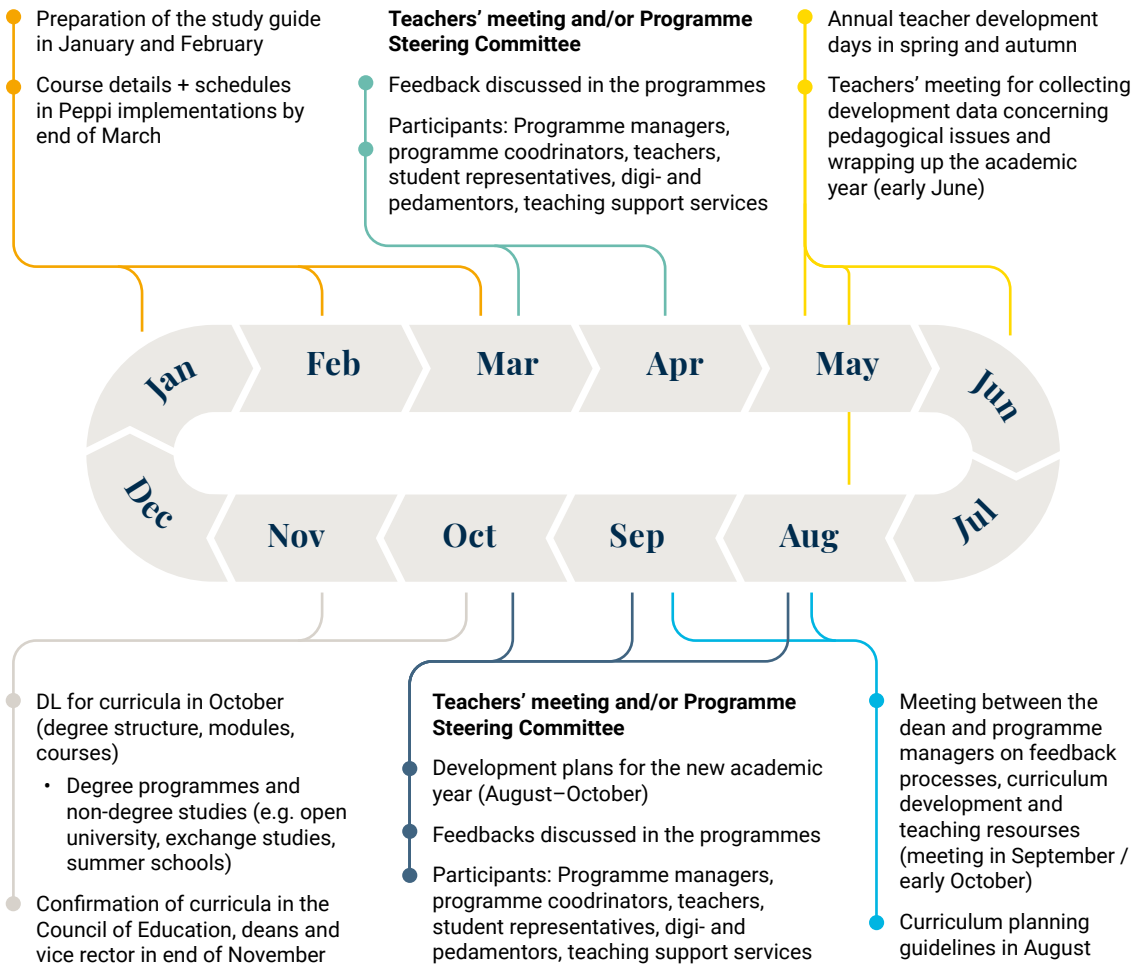 Preparation of the study guide
in January and February
Course details + schedules
in Peppi implementations by
end of March
Teachers’ meeting and/or Programme
Steering Committee
Feedback discussed in the programmes
Participants: Programme managers,
programme coodrinators, teachers,
student representatives, digi- and
pedamentors, teaching support services
Annual teacher development
days in spring and autumn
Teachers’ meeting for collecting
development data concerning
pedagogical issues and
wrapping up the academic
year (early June)
Jan
Feb
Mar
Apr
May
Jun
Jul
Aug
Sep
Oct
Nov
Dec
DL for curricula in October
(degree structure, modules,
courses)
• Degree programmes and
non-degree studies (e.g. open
university, exchange studies,
summer schools)
Confirmation of curricula in the
Council of Education, deans and
vice rector in end of November
Teachers’ meeting and/or Programme
Steering Committee
Development plans for the new academic
year (August–October)
Feedbacks discussed in the programmes
Participants: Programme managers,
programme coodrinators, teachers,
student representatives, digi- and
pedamentors, teaching support services
Meeting between the
dean and programme
managers on feedback
processes, curriculum
development and
teaching resourses
(meeting in September /
early October)
Curriculum planning
guidelines in August